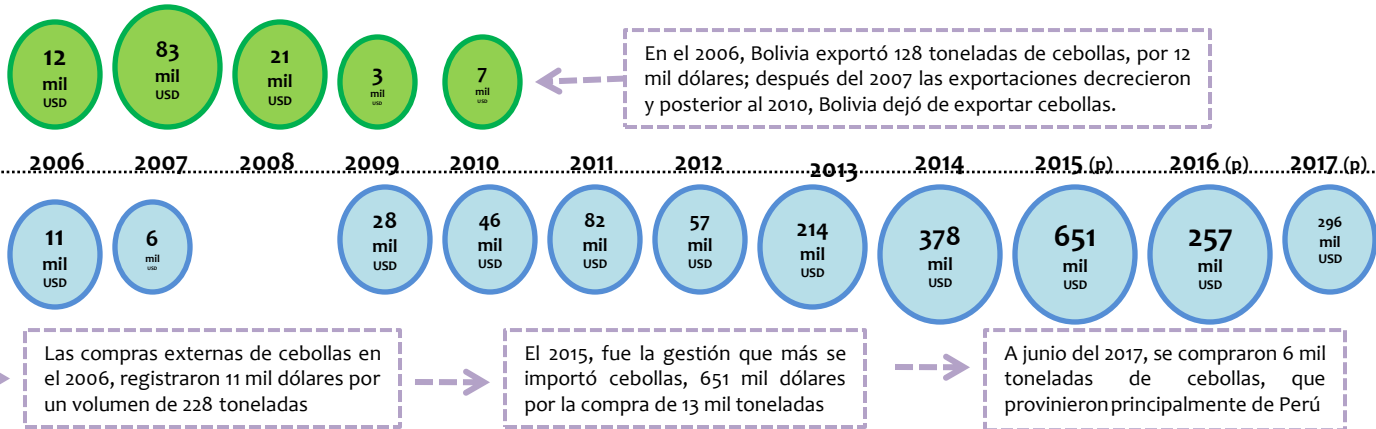 12
mil
USD
83
mil
USD
21
mil
USD
3
mil
USD
7
mil
USD
En el 2006, Bolivia exportó 128 toneladas de cebollas, por 12
mil dólares; después del 2007 las exportaciones decrecieron
y posterior al 2010, Bolivia dejó de exportar cebollas.
2006 2007 2008 2009 2010 2011 2012 2013 2014 2015 (p) 2016 (p) 2017 (p)
11
mil
USD
6
mil
USD
28
mil
USD
46
mil
USD
82
mil
USD
57
mil
USD
214
mil
USD
378
mil
USD
651
mil
USD
257
mil
USD
296
mil
USD
Las compras externas de cebollas en
el 2006, registraron 11 mil dólares por
un volumen de 228 toneladas
El 2015, fue la gestión que más se
importó cebollas, 651 mil dólares
por la compra de 13 mil toneladas
A junio del 2017, se compraron 6 mil
toneladas de cebollas, que
provinieron principalmente de Perú